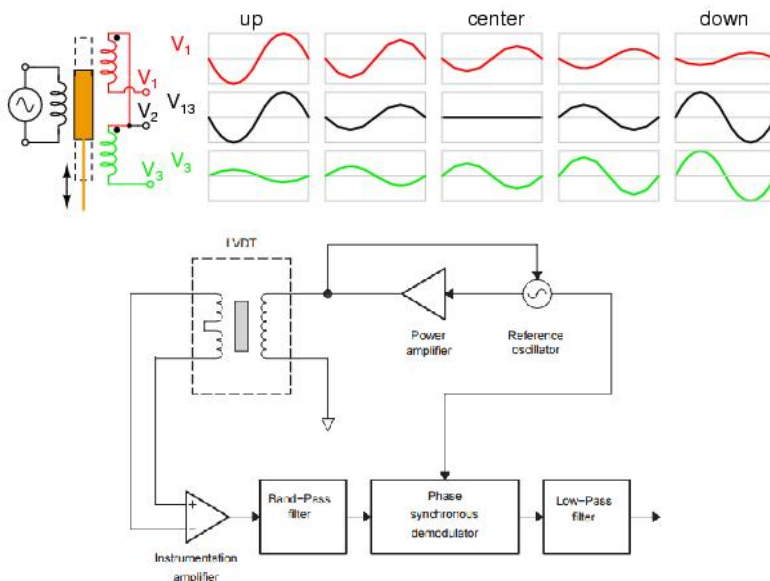 up center down
V1
V1
V2
V13
V3
V3
LVDT
Power
amplifier
Reference
oscillator
+
−
Instrumentation
amplifier
Band−Pass
filter
Phase
synchronous
demodulator
Low−Pass
filter